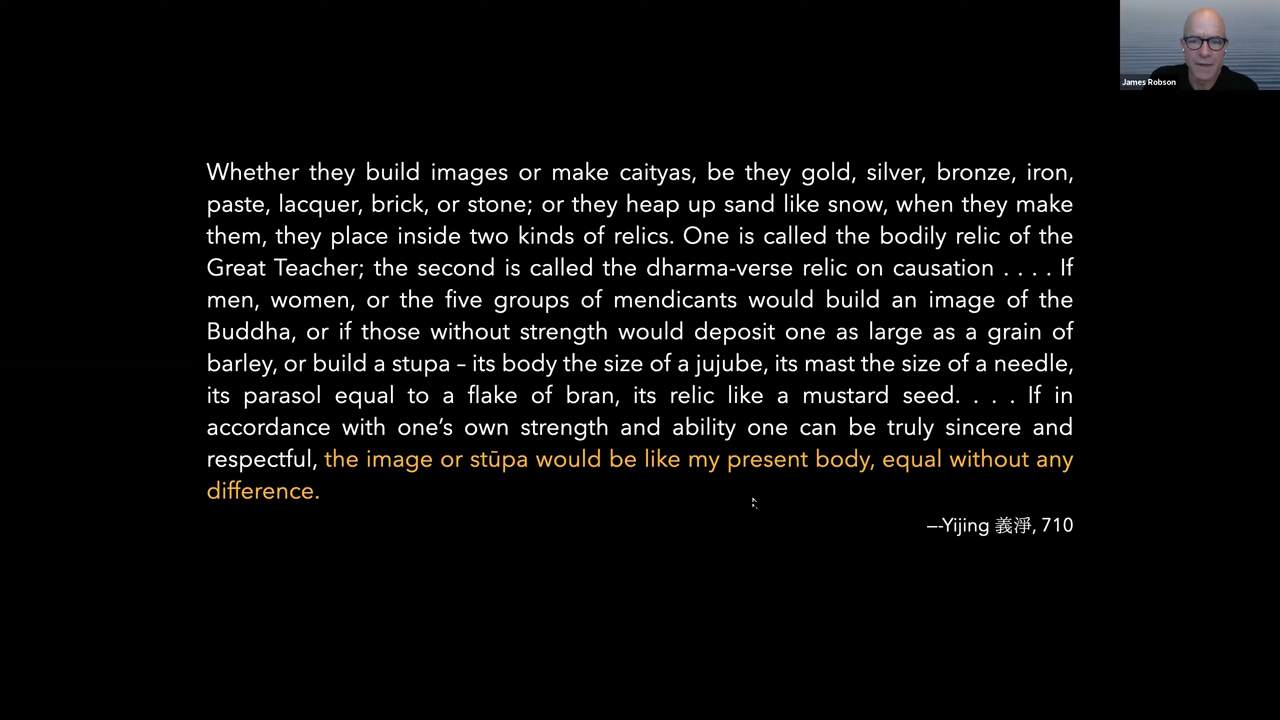 James Robson
Whether they build images or make caityas, be they gold, silver, bronze, iron,
paste, lacquer, brick, or stone; or they heap up sand like snow, when they make
them, they place inside two kinds of relics. One is called the bodily relic of the
Great Teacher; the second is called the dharma-verse relic on causation . . . . If
men, women, or the five groups of mendicants would build an image of the
Buddha, or if those without strength would deposit one as large as a grain of
barley, or build a stupa – its body the size of a jujube, its mast the size of a needle,
its parasol equal to a flake of bran, its relic like a mustard seed. . . . If in
accordance with one’s own strength and ability one can be truly sincere and
respectful, the image or stūpa would be like my present body, equal without any
difference.
—-Yijing 義淨, 710